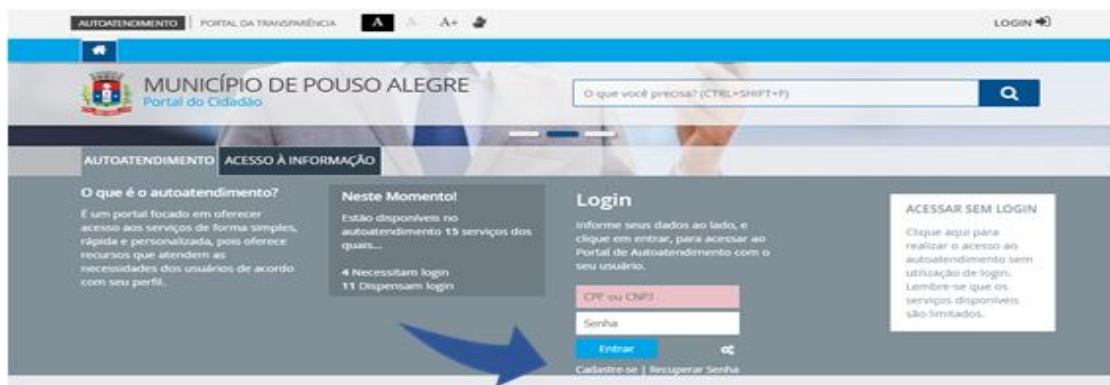 AUTOATENDIMENTO | PORTAL DA TRANSPARÊNCIA A A- A+ LOGIN
MUNICÍPIO DE POUSO ALEGRE
Portal do Cidadão
O que você precisa? (CTRL+SHIFT+F)
AUTOATENDIMENTO ACESSO À INFORMAÇÃO
O que é o autoatendimento?
É um portal focado em oferecer
acesso aos serviços de forma simples,
rápida e personalizada, pois oferece
recursos que atendem as
necessidades dos usuários de acordo
com seu perfil.
Neste Momento!
Estão disponíveis no
autoatendimento 15 serviços dos
quais...
4 Necessitam login
11 Dispensam login
Login
Informe seus dados ao lado, e
clique em entrar, para acessar ao
Portal de Autoatendimento com o
seu usuário.
CPF ou CNPJ
Senha
Entrar
Cadastre-se | Recuperar Senha
ACESSAR SEM LOGIN
Clique aqui para
realizar o acesso ao
autoatendimento sem
utilização de login.
Lembre-se que os
serviços disponíveis
são limitados.